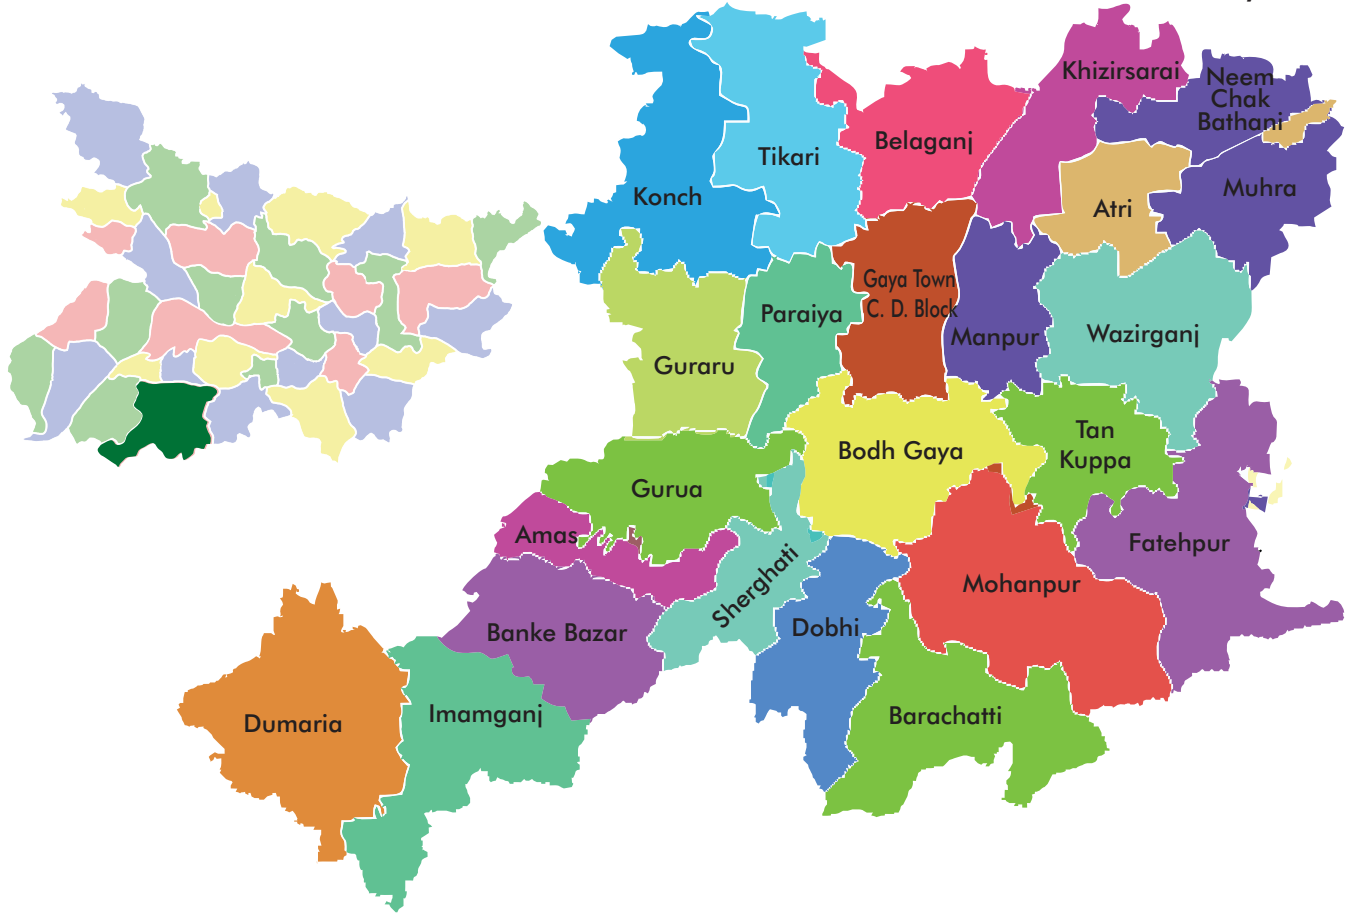 Khizirsarai
Neem
Chak
Bathani
Belaganj
Tikari
Konch
Muhra
Atri
Gaya Town
C. D. Block
Paraiya
Manpur
Wazirganj
Guraru
Tan
Kuppa
Bodh Gaya
Gurua
Amas
Fatehpur
Sherghati
Mohanpur
Banke Bazar
Dobhi
Dumaria
Imamganj
Barachatti